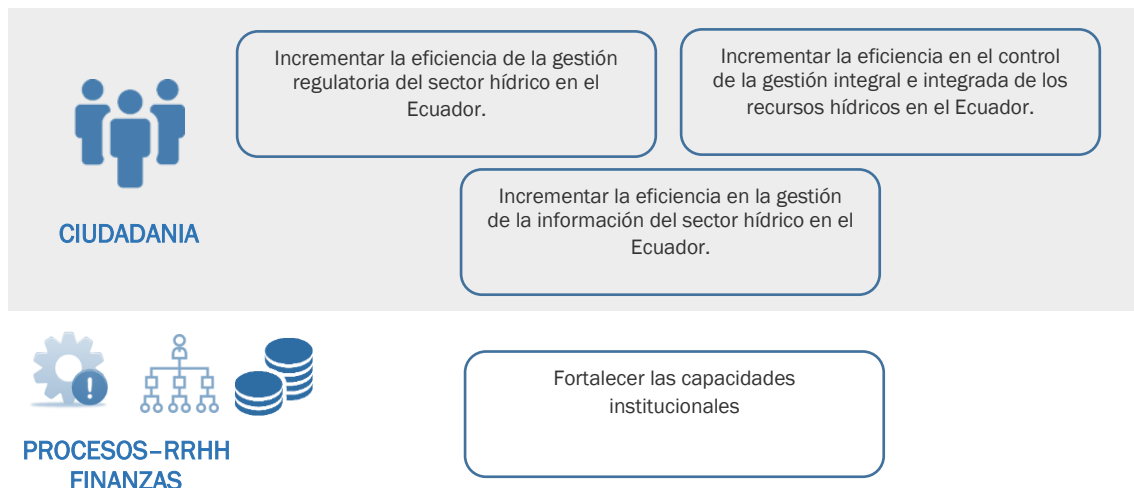 Incrementar la eficiencia de la gestión
regulatoria del sector hídrico en el
Ecuador.
Incrementar la eficiencia en el control
de la gestión integral e integrada de los
recursos hídricos en el Ecuador.
Incrementar la eficiencia en la gestión
de la información del sector hídrico en el
Ecuador.
CIUDADANIA
Fortalecer las capacidades
institucionales
PROCESOS–RRHH
FINANZAS